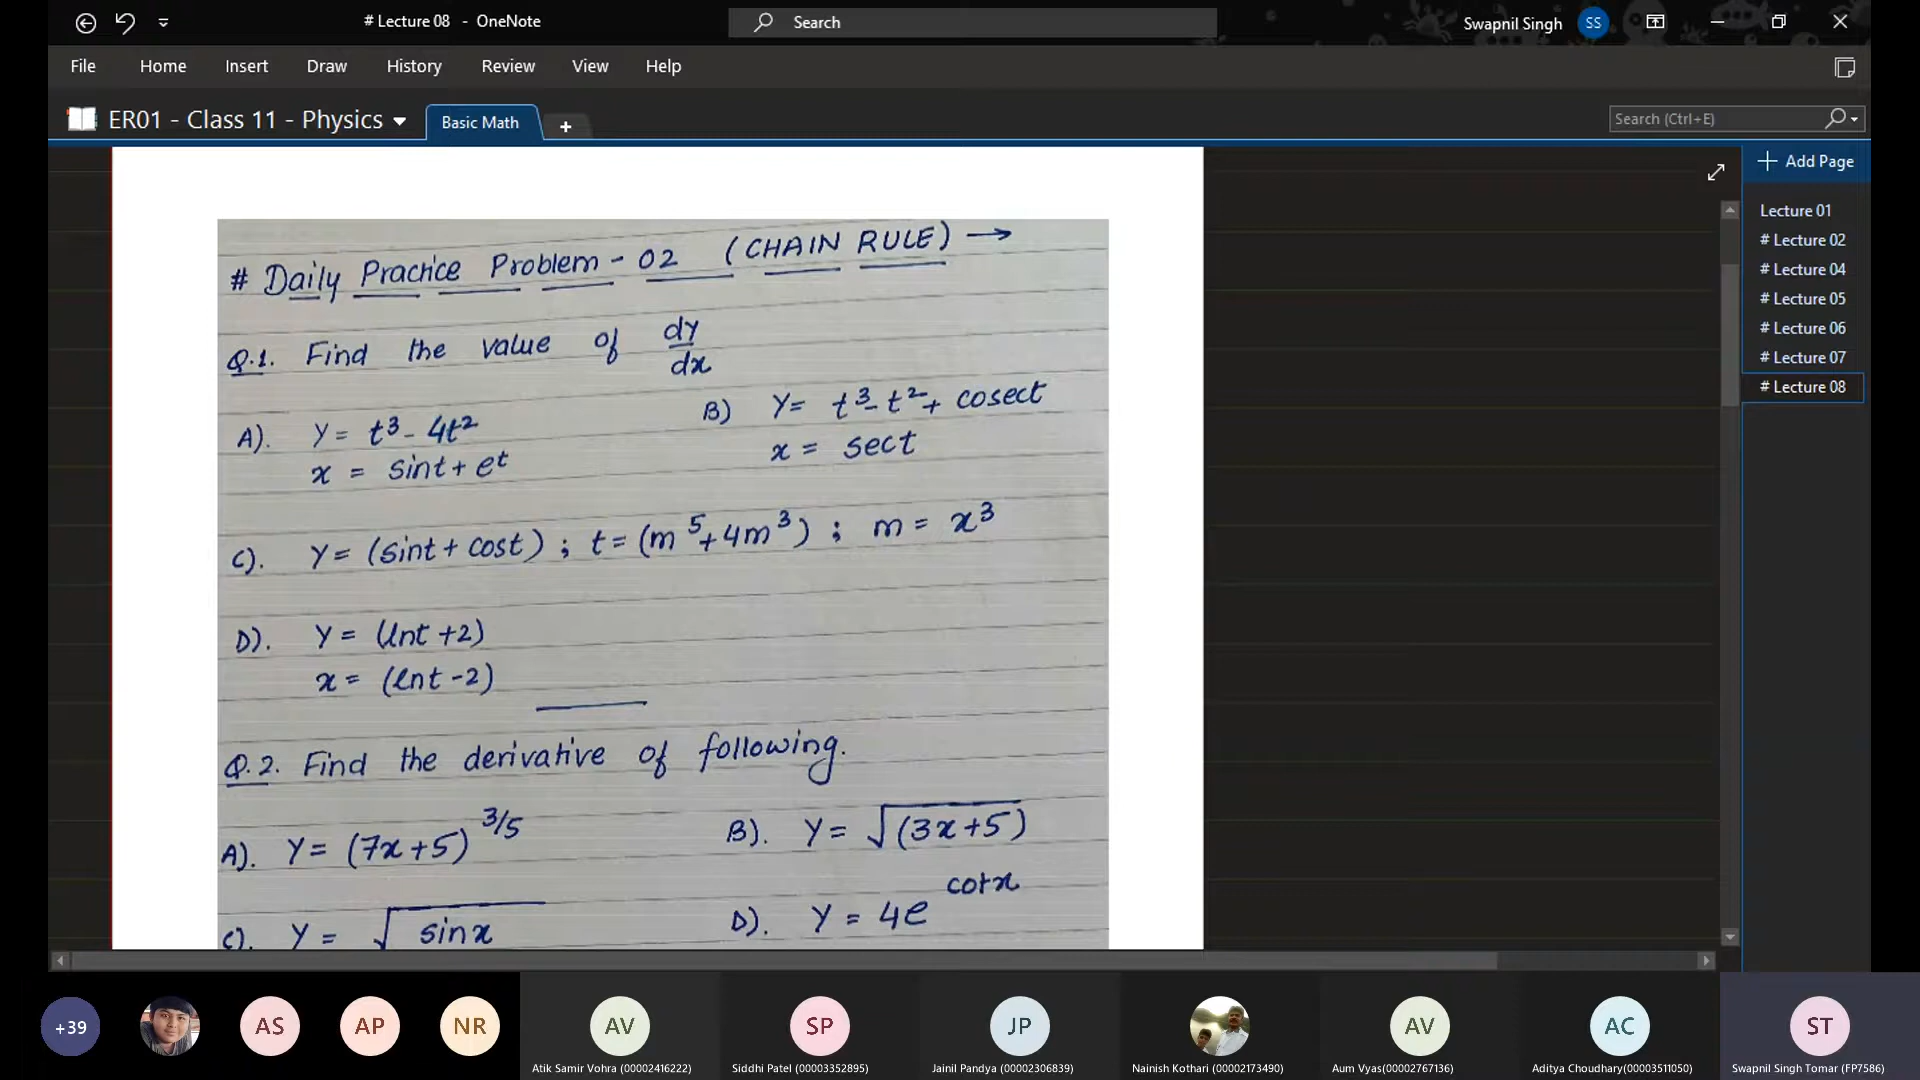 # Lecture 08 - OneNote
Search
Swapnil Singh
SS
File Home Insert Draw History Review View Help
ER01 - Class 11 - Physics
Basic Math
+
Search (Ctrl+E)
+ Add Page
Lecture 01
# Lecture 02
# Lecture 04
# Lecture 05
# Lecture 06
# Lecture 07
# Lecture 08
# Daily Practice Problem - 02 (CHAIN RULE) →
Q.1. Find the value of dy/dx
A). Y = t³ - 4t²
x = sint + e^t
B) Y = t³ - t² + cosect
x = sect
C). Y = (sint + cost) ; t = (m⁵ + 4m³) ; m = x³
D). Y = (lnt + 2)
x = (lnt - 2)
Q.2. Find the derivative of following.
A). Y = (7x+5)^3/5
B). Y = √(3x+5)
C). Y = √sinx
D). Y = 4e^cotx
+39
AS
AP
NR
AV
SP
JP
AV
AC
ST
Atik Samir Vohra (00002416222)
Siddhi Patel (00003352895)
Jainil Pandya (00002306839)
Nainish Kothari (00002173490)
Aum Vyas(00002767136)
Aditya Choudhary(00003511050)
Swapnil Singh Tomar (FP7586)